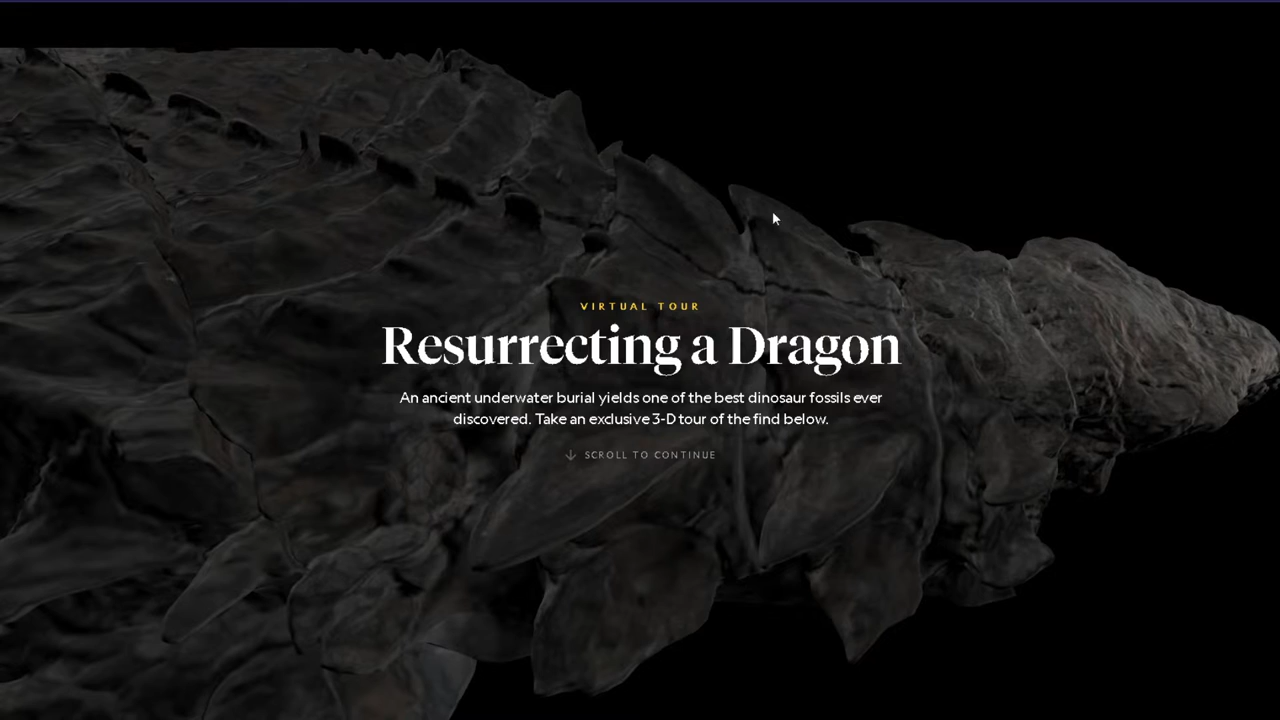 VIRTUAL TOUR
Resurrecting a Dragon
An ancient underwater burial yields one of the best dinosaur fossils ever
discovered. Take an exclusive 3-D tour of the find below.
SCROLL TO CONTINUE